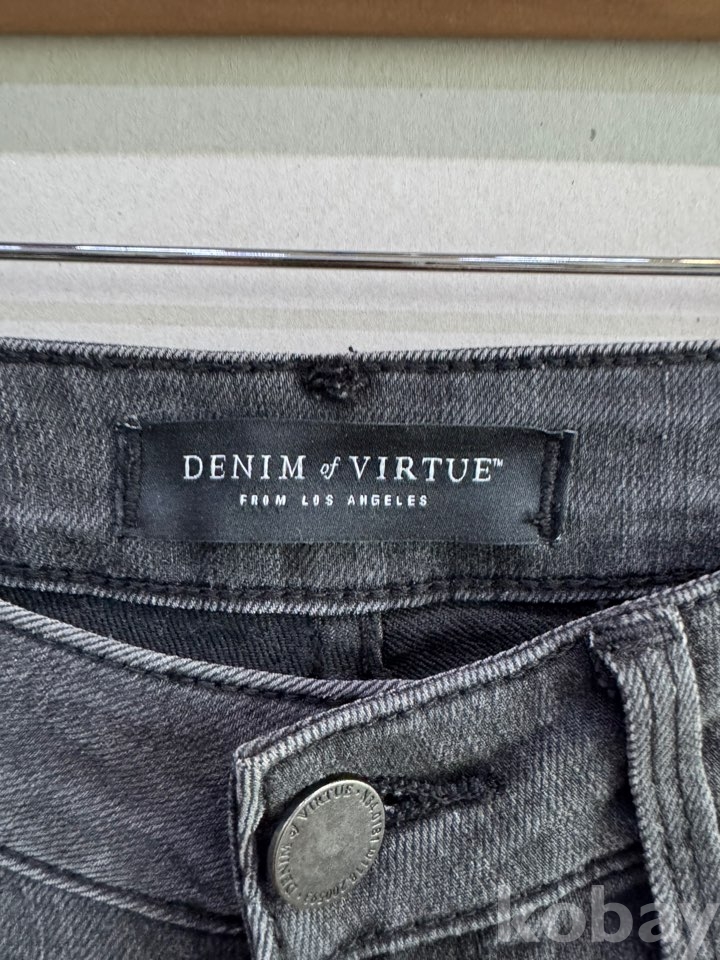 DENIM of VIRTUE™
FROM LOS ANGELES
DENIM of VIRTUE
kobay